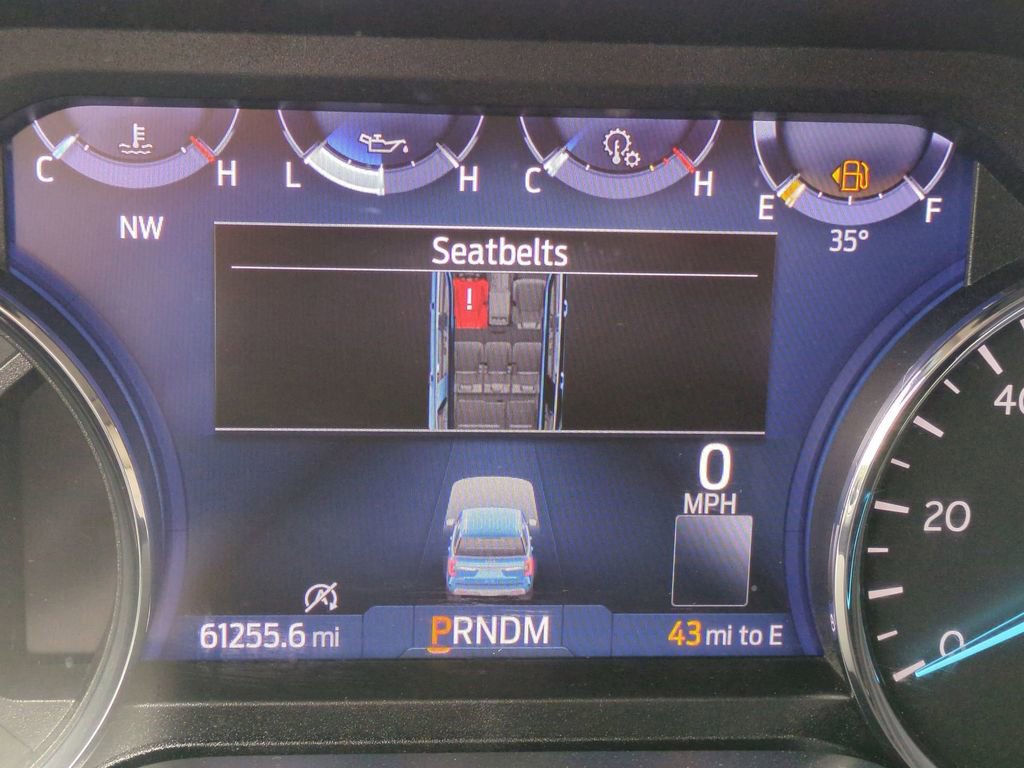 C H
L H
C H
E F
NW
35°
Seatbelts
!
0
MPH
40
20
0
61255.6 mi
PRNDM
43 mi to E